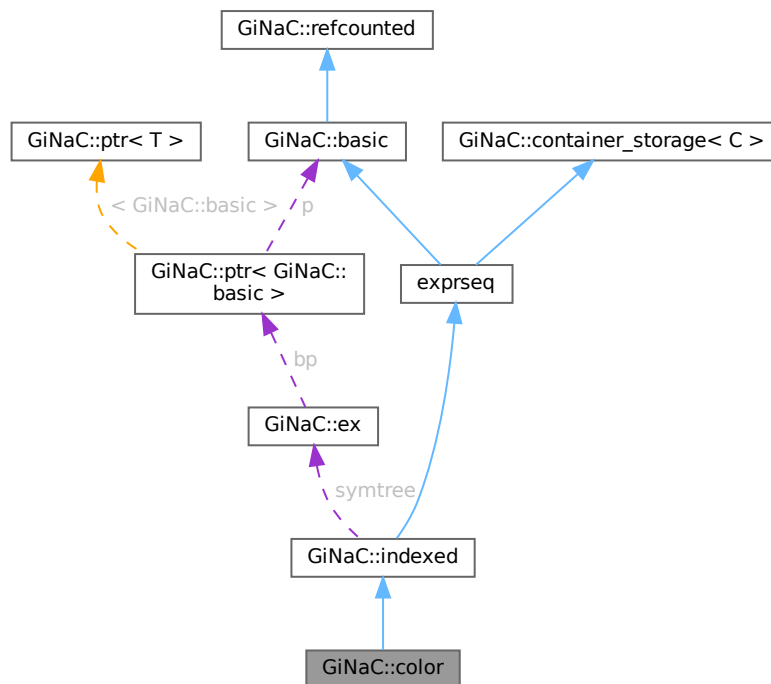 GiNaC::refcounted
GiNaC::ptr< T >
GiNaC::basic
GiNaC::container_storage< C >
< GiNaC::basic >
p
GiNaC::ptr< GiNaC::
basic >
exprseq
bp
GiNaC::ex
symtree
GiNaC::indexed
GiNaC::color